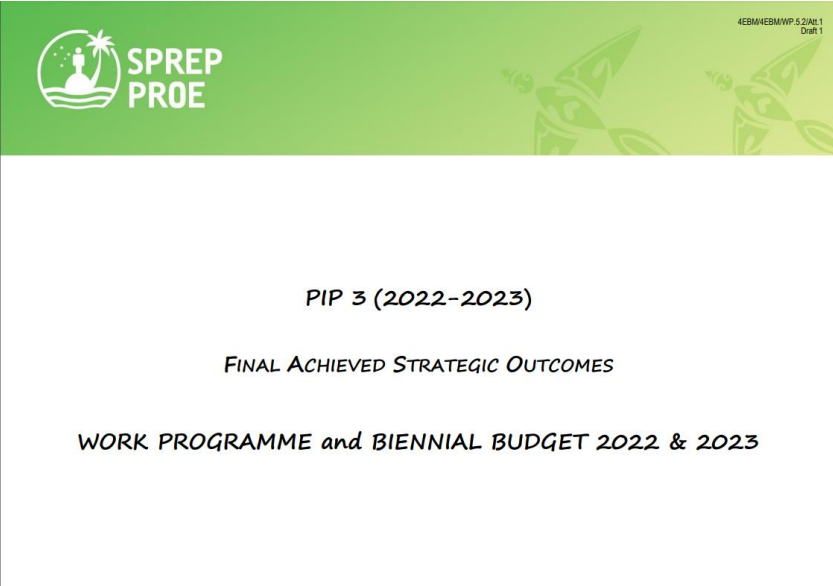 4EBM/4EBM/WP.5.2/Att.1
Draft 1
SPREP
PROE
PIP 3 (2022-2023)
FINAL ACHIEVED STRATEGIC OUTCOMES
WORK PROGRAMME and BIENNIAL BUDGET 2022 & 2023